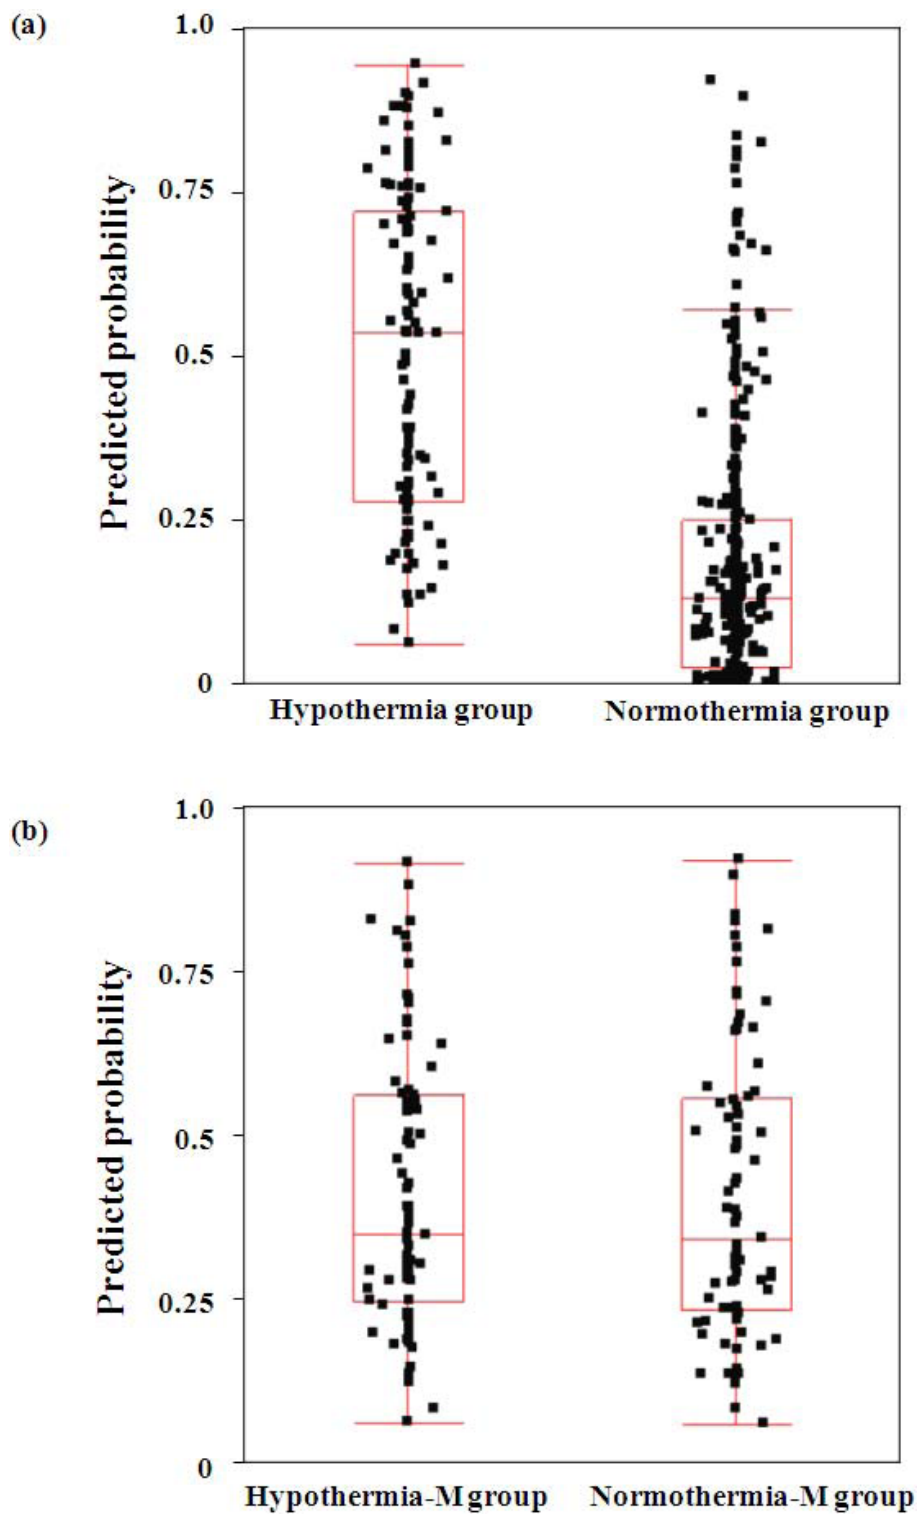 (a)
1.0
0.75
0.5
0.25
0
Predicted probability
Hypothermia group
Normothermia group
(b)
1.0
0.75
0.5
0.25
0
Predicted probability
Hypothermia-M group
Normothermia-M group